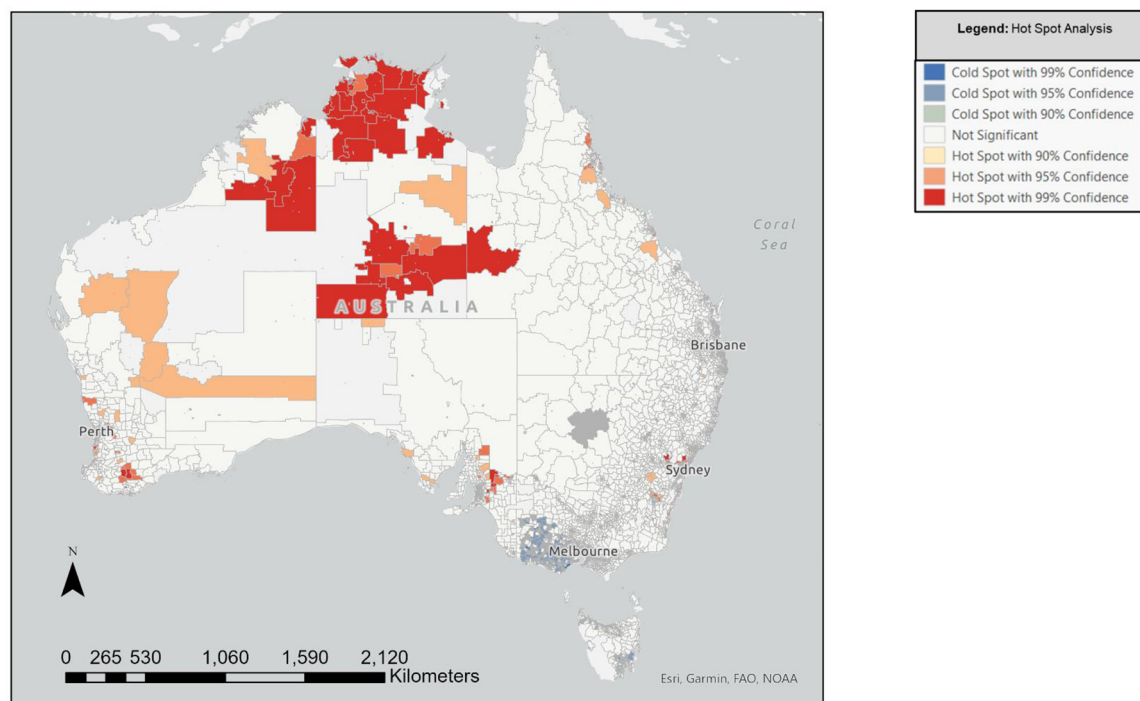 Legend: Hot Spot Analysis
Cold Spot with 99% Confidence
Cold Spot with 95% Confidence
Cold Spot with 90% Confidence
Not Significant
Hot Spot with 90% Confidence
Hot Spot with 95% Confidence
Hot Spot with 99% Confidence
Coral
Sea
AUSTRALIA
Brisbane
Perth
Sydney
Melbourne
N
0 265 530 1,060 1,590 2,120
Kilometers
Esri, Garmin, FAO, NOAA